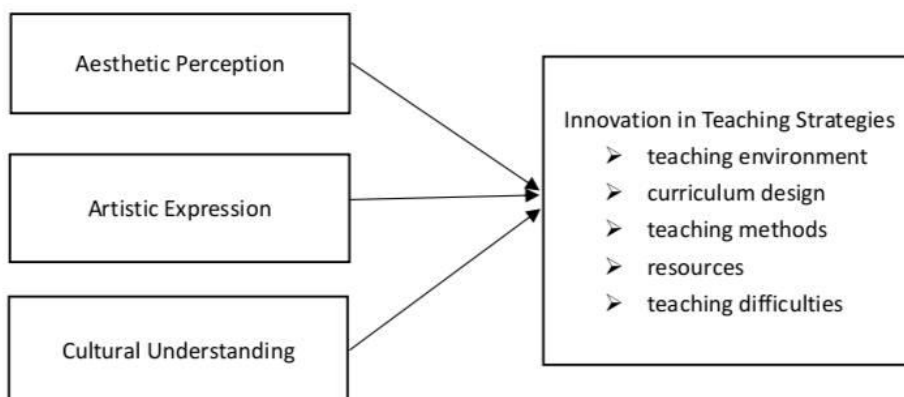 Aesthetic Perception
Artistic Expression
Cultural Understanding
Innovation in Teaching Strategies
➢ teaching environment
➢ curriculum design
➢ teaching methods
➢ resources
➢ teaching difficulties